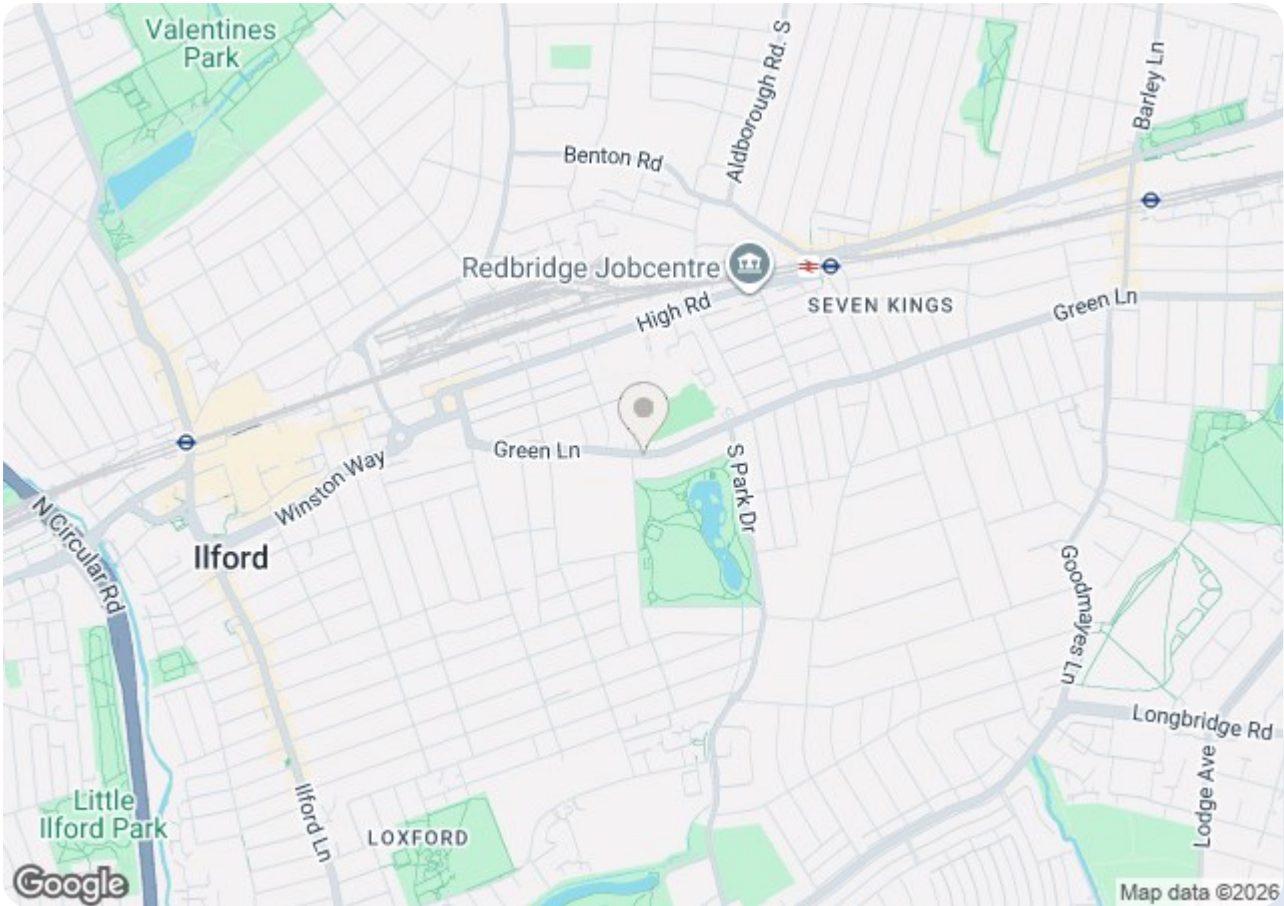 Valentines
Park
Benton Rd
Aldborough Rd. S
Barley Ln
Redbridge Jobcentre
High Rd
SEVEN KINGS
Green Ln
Green Ln
Winston Way
S Park Dr
N Circular Rd
Ilford
Goodmayes Ln
Longbridge Rd
Lodge Ave
Little
Ilford Park
Ilford Ln
LOXFORD
Google
Map data ©2026